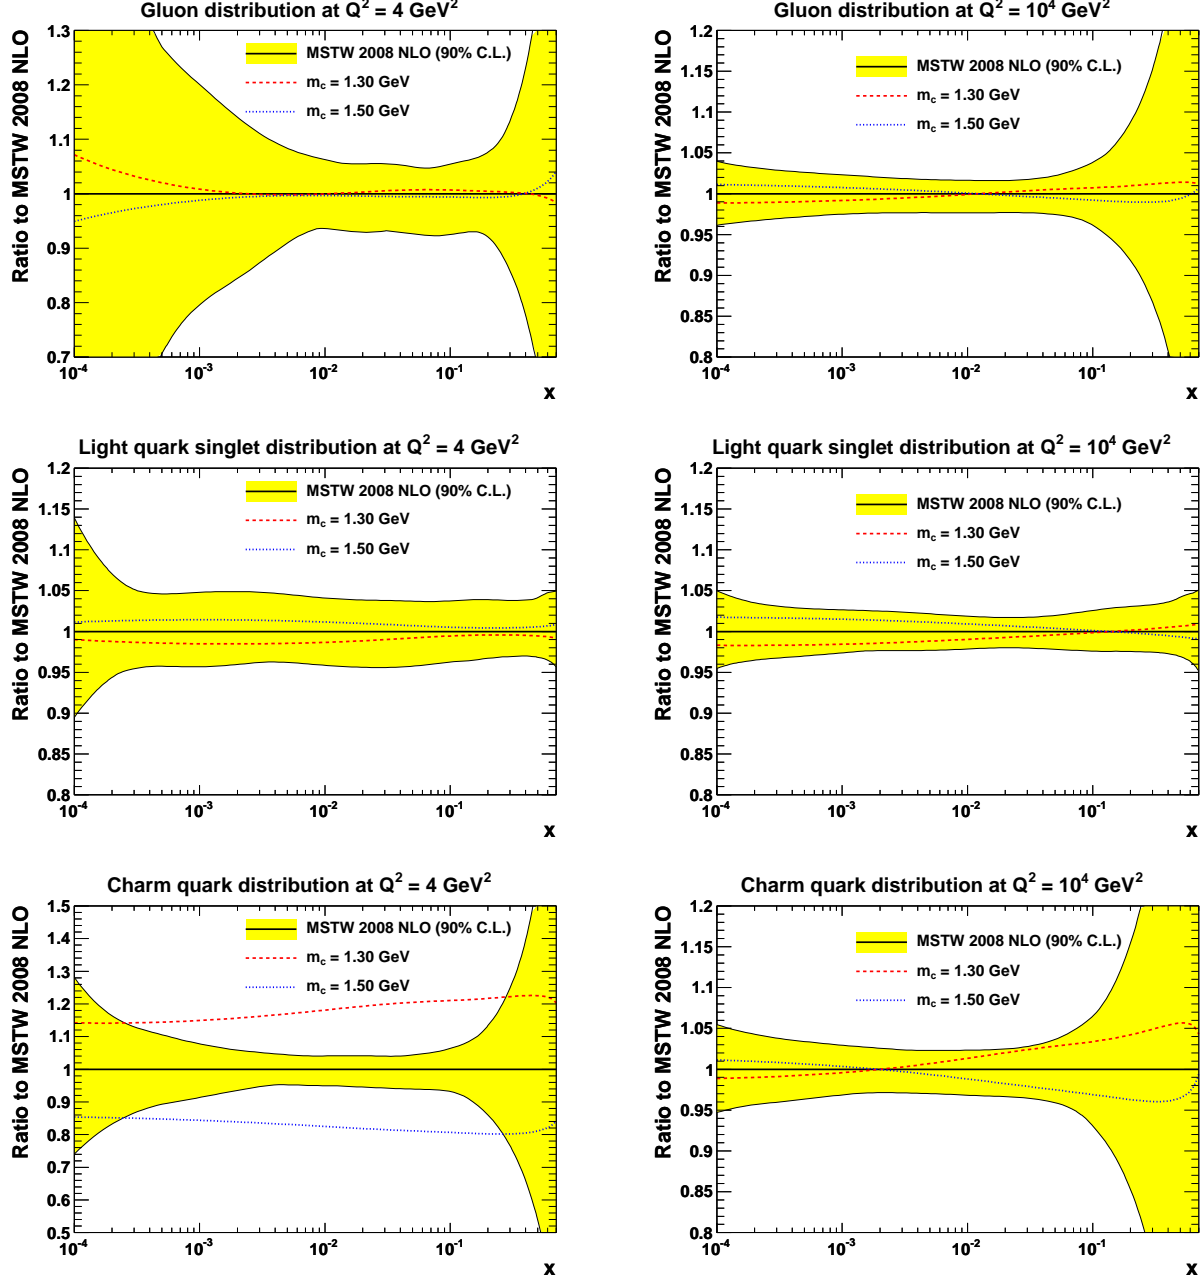 Gluon distribution at Q² = 4 GeV²
Ratio to MSTW 2008 NLO
1.3
1.2
1.1
1
0.9
0.8
0.7
MSTW 2008 NLO (90% C.L.)
m_c = 1.30 GeV
m_c = 1.50 GeV
10⁻⁴ 10⁻³ 10⁻² 10⁻¹
x
Gluon distribution at Q² = 10⁴ GeV²
Ratio to MSTW 2008 NLO
1.2
1.15
1.1
1.05
1
0.95
0.9
0.85
0.8
MSTW 2008 NLO (90% C.L.)
m_c = 1.30 GeV
m_c = 1.50 GeV
10⁻⁴ 10⁻³ 10⁻² 10⁻¹
x
Light quark singlet distribution at Q² = 4 GeV²
Ratio to MSTW 2008 NLO
1.2
1.15
1.1
1.05
1
0.95
0.9
0.85
0.8
MSTW 2008 NLO (90% C.L.)
m_c = 1.30 GeV
m_c = 1.50 GeV
10⁻⁴ 10⁻³ 10⁻² 10⁻¹
x
Light quark singlet distribution at Q² = 10⁴ GeV²
Ratio to MSTW 2008 NLO
1.2
1.15
1.1
1.05
1
0.95
0.9
0.85
0.8
MSTW 2008 NLO (90% C.L.)
m_c = 1.30 GeV
m_c = 1.50 GeV
10⁻⁴ 10⁻³ 10⁻² 10⁻¹
x
Charm quark distribution at Q² = 4 GeV²
Ratio to MSTW 2008 NLO
1.5
1.4
1.3
1.2
1.1
1
0.9
0.8
0.7
0.6
0.5
MSTW 2008 NLO (90% C.L.)
m_c = 1.30 GeV
m_c = 1.50 GeV
10⁻⁴ 10⁻³ 10⁻² 10⁻¹
x
Charm quark distribution at Q² = 10⁴ GeV²
Ratio to MSTW 2008 NLO
1.2
1.15
1.1
1.05
1
0.95
0.9
0.85
0.8
MSTW 2008 NLO (90% C.L.)
m_c = 1.30 GeV
m_c = 1.50 GeV
10⁻⁴ 10⁻³ 10⁻² 10⁻¹
x